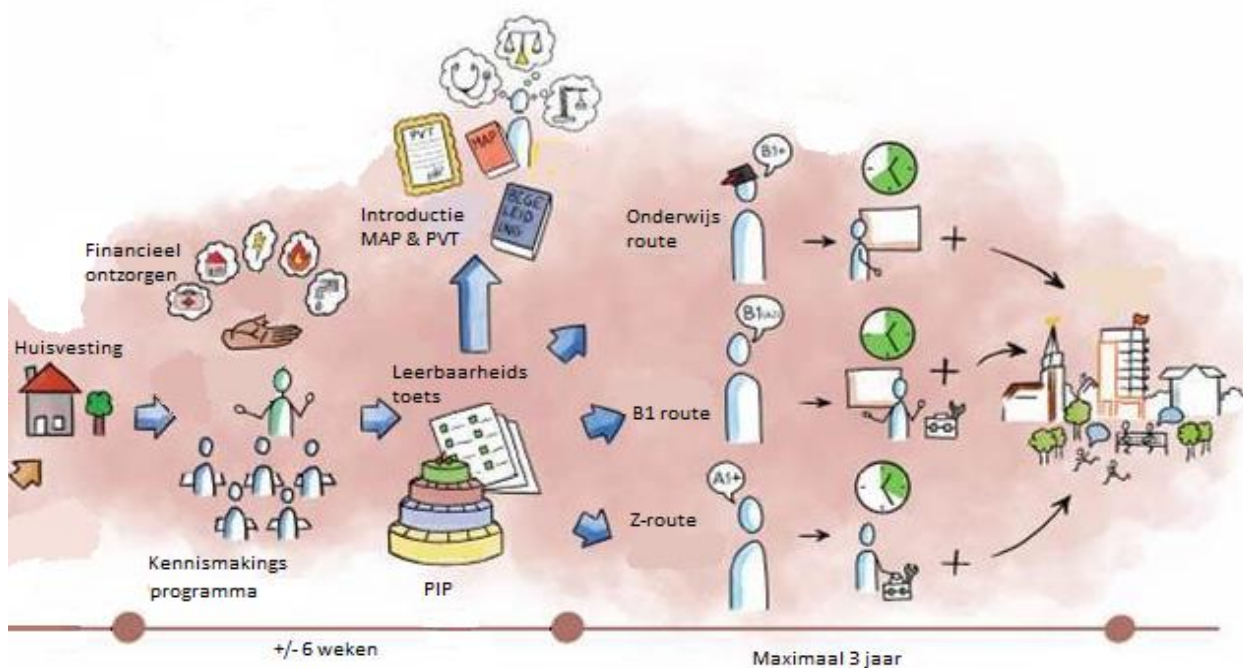 PVT
MAP
BEGE
LEID
ING
Introductie
MAP & PVT
Financieel
ontzorgen
Huisvesting
Kennismakings
programma
Leerbaarheids
toets
PIP
B1+
Onderwijs
route
B1
B1 route
A1+
Z-route
+/- 6 weken
Maximaal 3 jaar